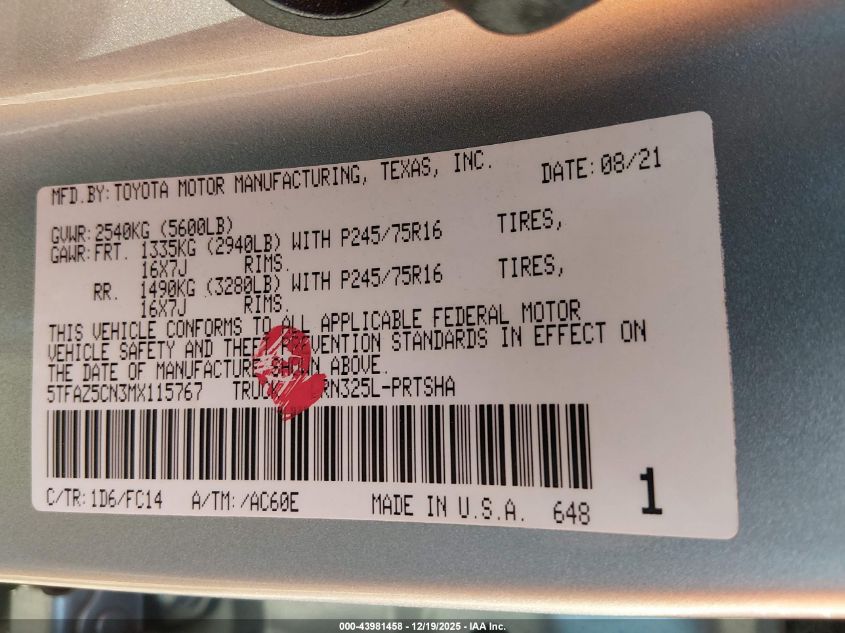 MFD.BY: TOYOTA MOTOR MANUFACTURING, TEXAS, INC. DATE: 08/21
GVWR: 2540KG (5600LB)
GAWR: FRT. 1335KG (2940LB) WITH P245/75R16 TIRES,
16X7J RIMS.
RR. 1490KG (3280LB) WITH P245/75R16 TIRES,
16X7J RIMS.
THIS VEHICLE CONFORMS TO ALL APPLICABLE FEDERAL MOTOR
VEHICLE SAFETY AND THEFT PREVENTION STANDARDS IN EFFECT ON
THE DATE OF MANUFACTURE SHOWN ABOVE.
5TFAZ5CN3MX115767 TRUCK RN325L-PRTSHA
C/TR: 1D6/FC14 A/TM: /AC60E MADE IN U.S.A. 648 1
000-43981458 - 12/19/2025 - IAA Inc.